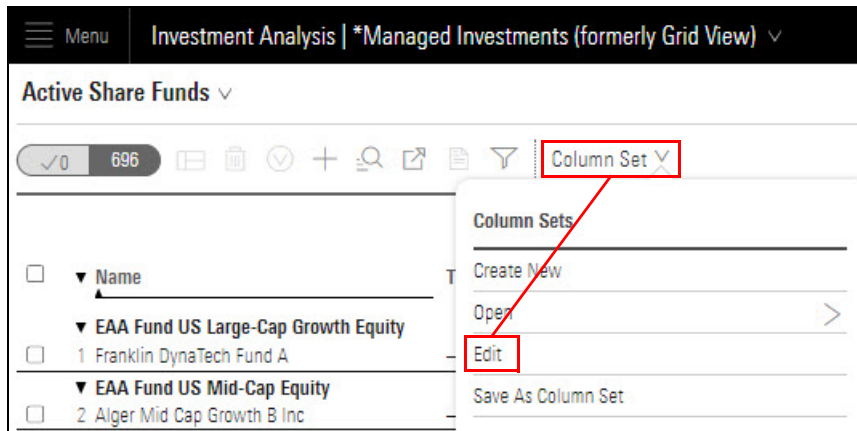 Menu
Investment Analysis | *Managed Investments (formerly Grid View)
Active Share Funds
0 696
Column Set
Column Sets
Create New
Open
Edit
Save As Column Set
▼ Name
T
▼ EAA Fund US Large-Cap Growth Equity
1 Franklin DynaTech Fund A –
▼ EAA Fund US Mid-Cap Equity
2 Alger Mid Cap Growth B Inc –